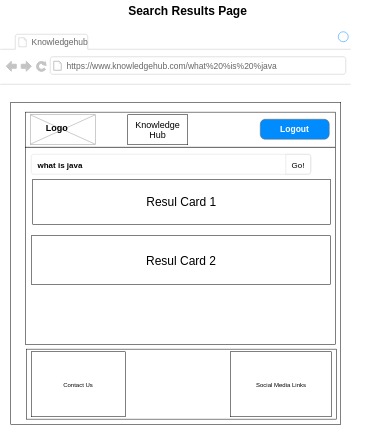 Search Results Page
Knowledgehub
https://www.knowledgehub.com/what%20%is%20%java
Logo
Knowledge
Hub
Logout
what is java
Go!
Resul Card 1
Resul Card 2
Contact Us
Social Media Links